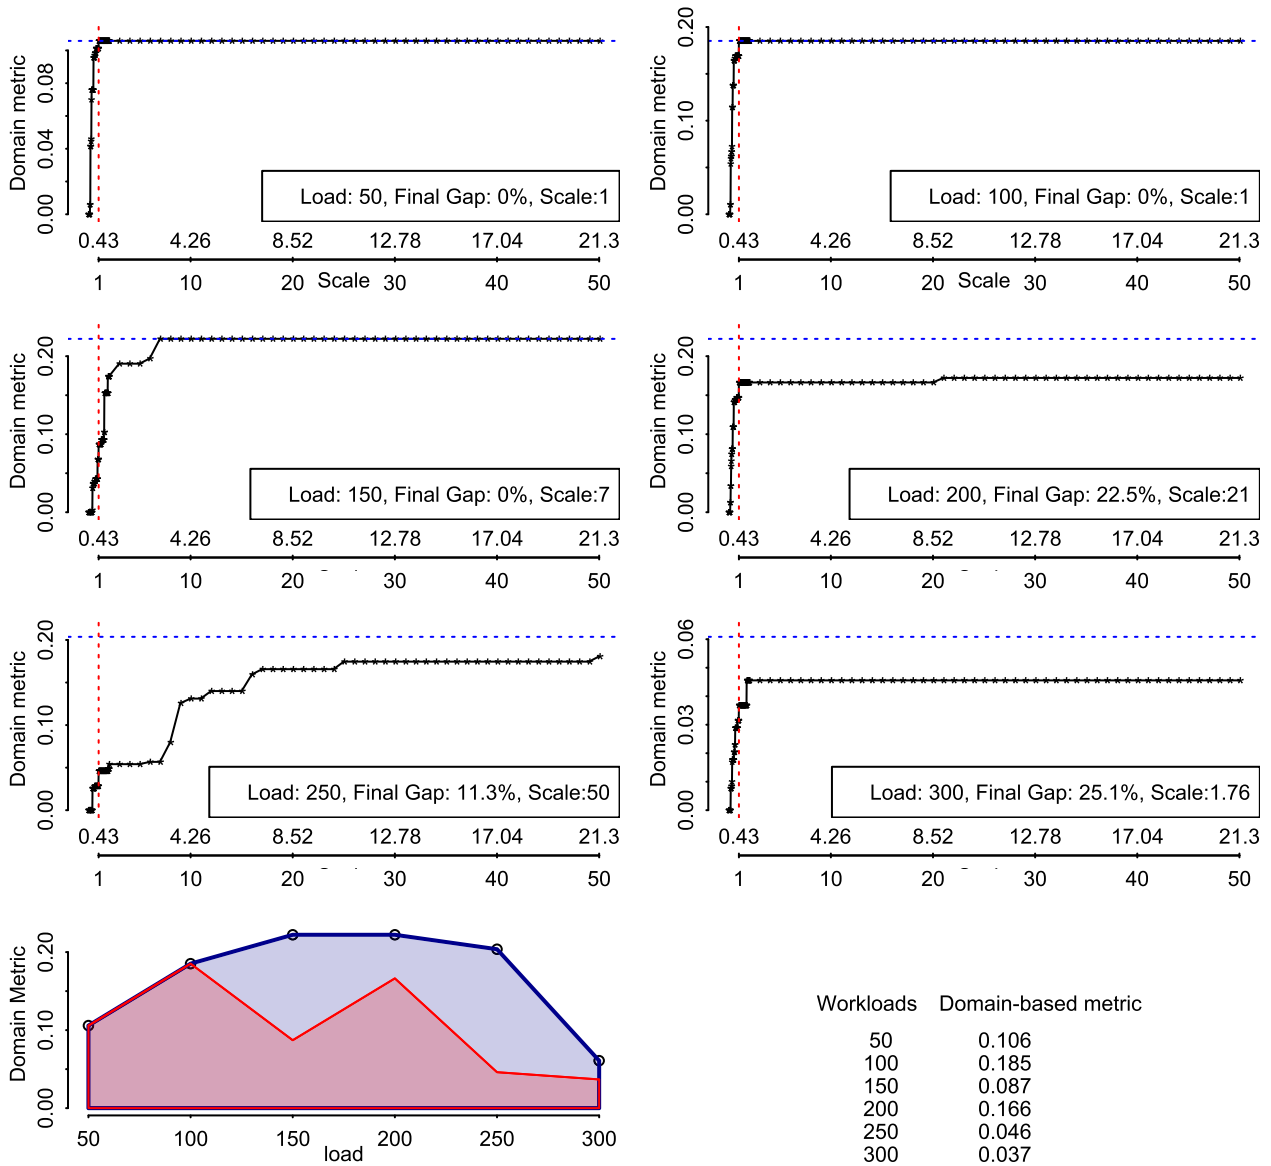 Domain metric
0.00 0.04 0.08
Load: 50, Final Gap: 0%, Scale:1
0.43 4.26 8.52 12.78 17.04 21.3
1 10 20 30 40 50
Scale
Domain metric
0.00 0.10 0.20
Load: 100, Final Gap: 0%, Scale:1
0.43 4.26 8.52 12.78 17.04 21.3
1 10 20 30 40 50
Scale
Domain metric
0.00 0.10 0.20
Load: 150, Final Gap: 0%, Scale:7
0.43 4.26 8.52 12.78 17.04 21.3
1 10 20 30 40 50
Domain metric
0.00 0.10 0.20
Load: 200, Final Gap: 22.5%, Scale:21
0.43 4.26 8.52 12.78 17.04 21.3
1 10 20 30 40 50
Domain metric
0.00 0.10 0.20
Load: 250, Final Gap: 11.3%, Scale:50
0.43 4.26 8.52 12.78 17.04 21.3
1 10 20 30 40 50
Domain metric
0.00 0.03 0.06
Load: 300, Final Gap: 25.1%, Scale:1.76
0.43 4.26 8.52 12.78 17.04 21.3
1 10 20 30 40 50
Domain Metric
0.00 0.10 0.20
50 100 150 200 250 300
load
Workloads Domain-based metric
50 0.106
100 0.185
150 0.087
200 0.166
250 0.046
300 0.037